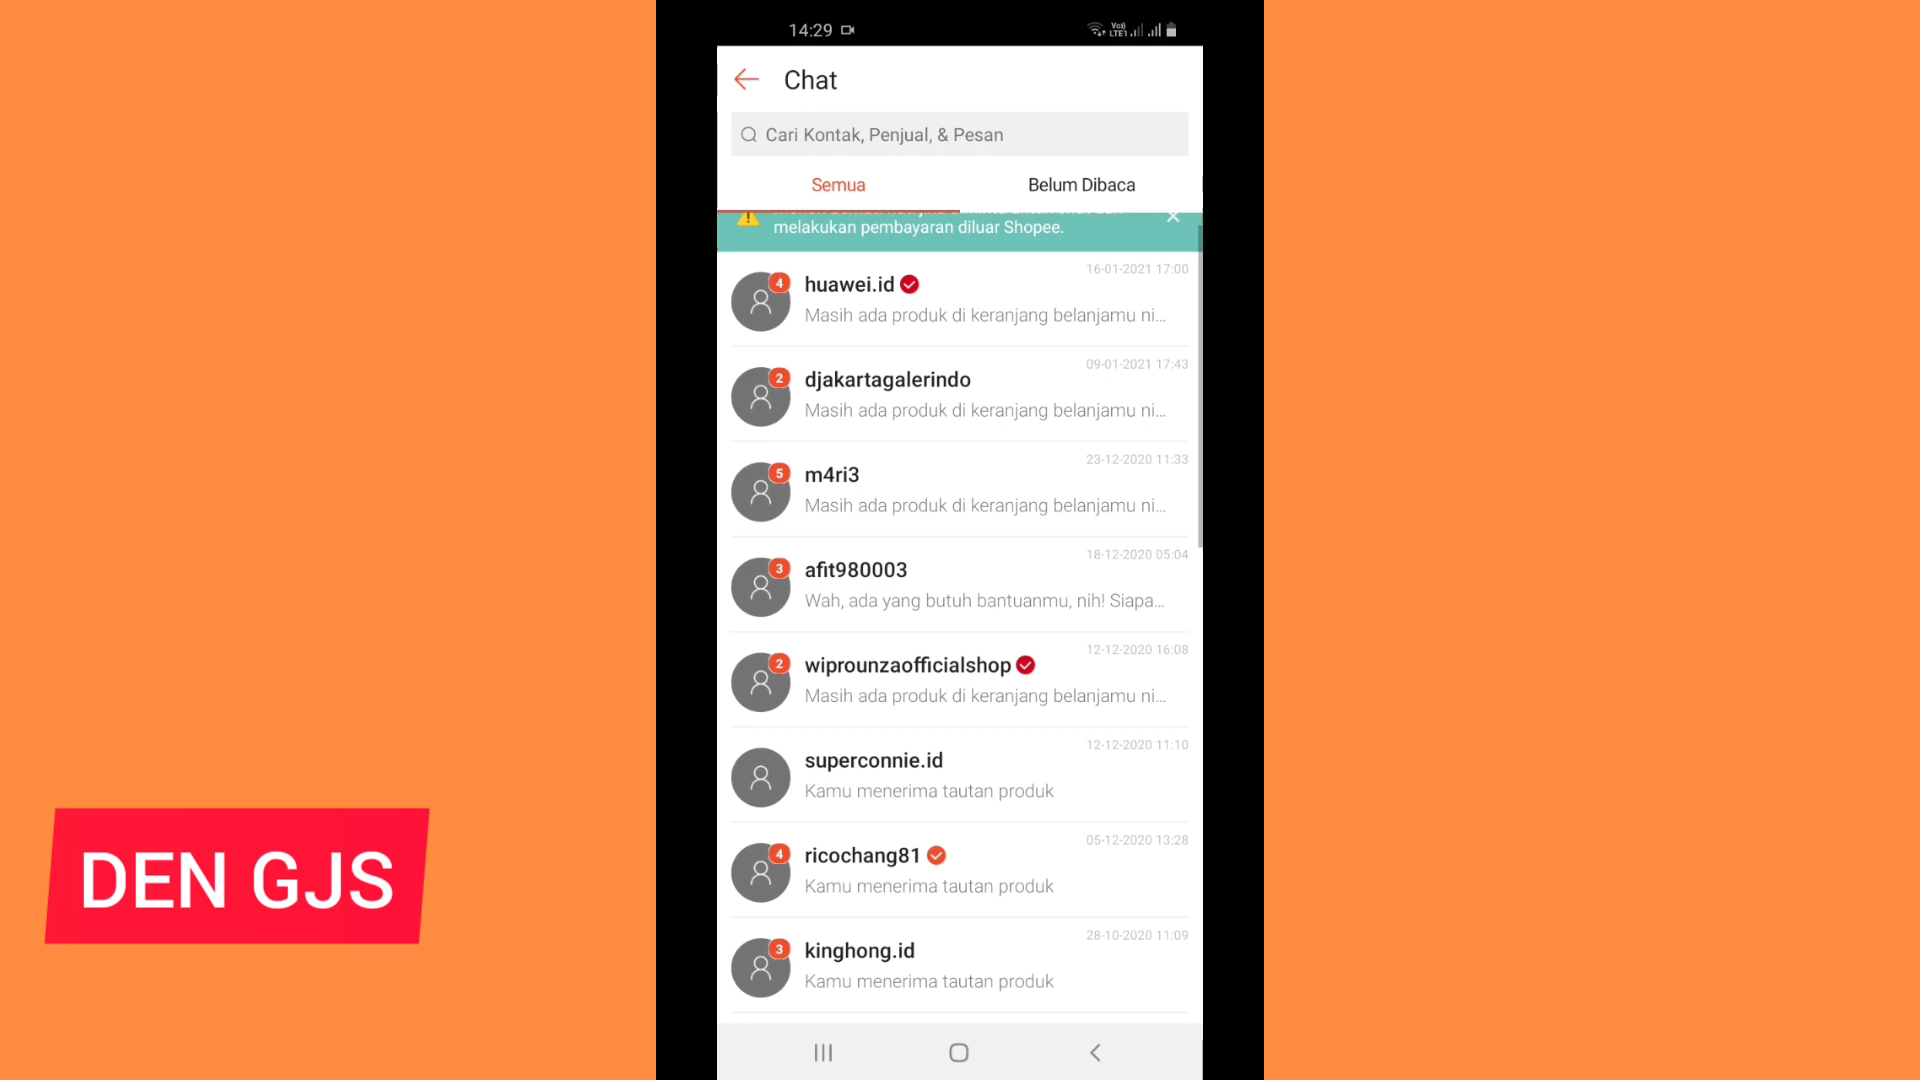 14:29
Vo))
LTE1
Chat
Cari Kontak, Penjual, & Pesan
Semua
Belum Dibaca
melakukan pembayaran diluar Shopee.
16-01-2021 17:00
4
huawei.id
Masih ada produk di keranjang belanjamu ni...
09-01-2021 17:43
2
djakartagalerindo
Masih ada produk di keranjang belanjamu ni...
23-12-2020 11:33
5
m4ri3
Masih ada produk di keranjang belanjamu ni...
18-12-2020 05:04
3
afit980003
Wah, ada yang butuh bantuanmu, nih! Siapa...
12-12-2020 16:08
2
wiprounzaofficialshop
Masih ada produk di keranjang belanjamu ni...
12-12-2020 11:10
superconnie.id
Kamu menerima tautan produk
05-12-2020 13:28
4
ricochang81
Kamu menerima tautan produk
28-10-2020 11:09
3
kinghong.id
Kamu menerima tautan produk
DEN GJS